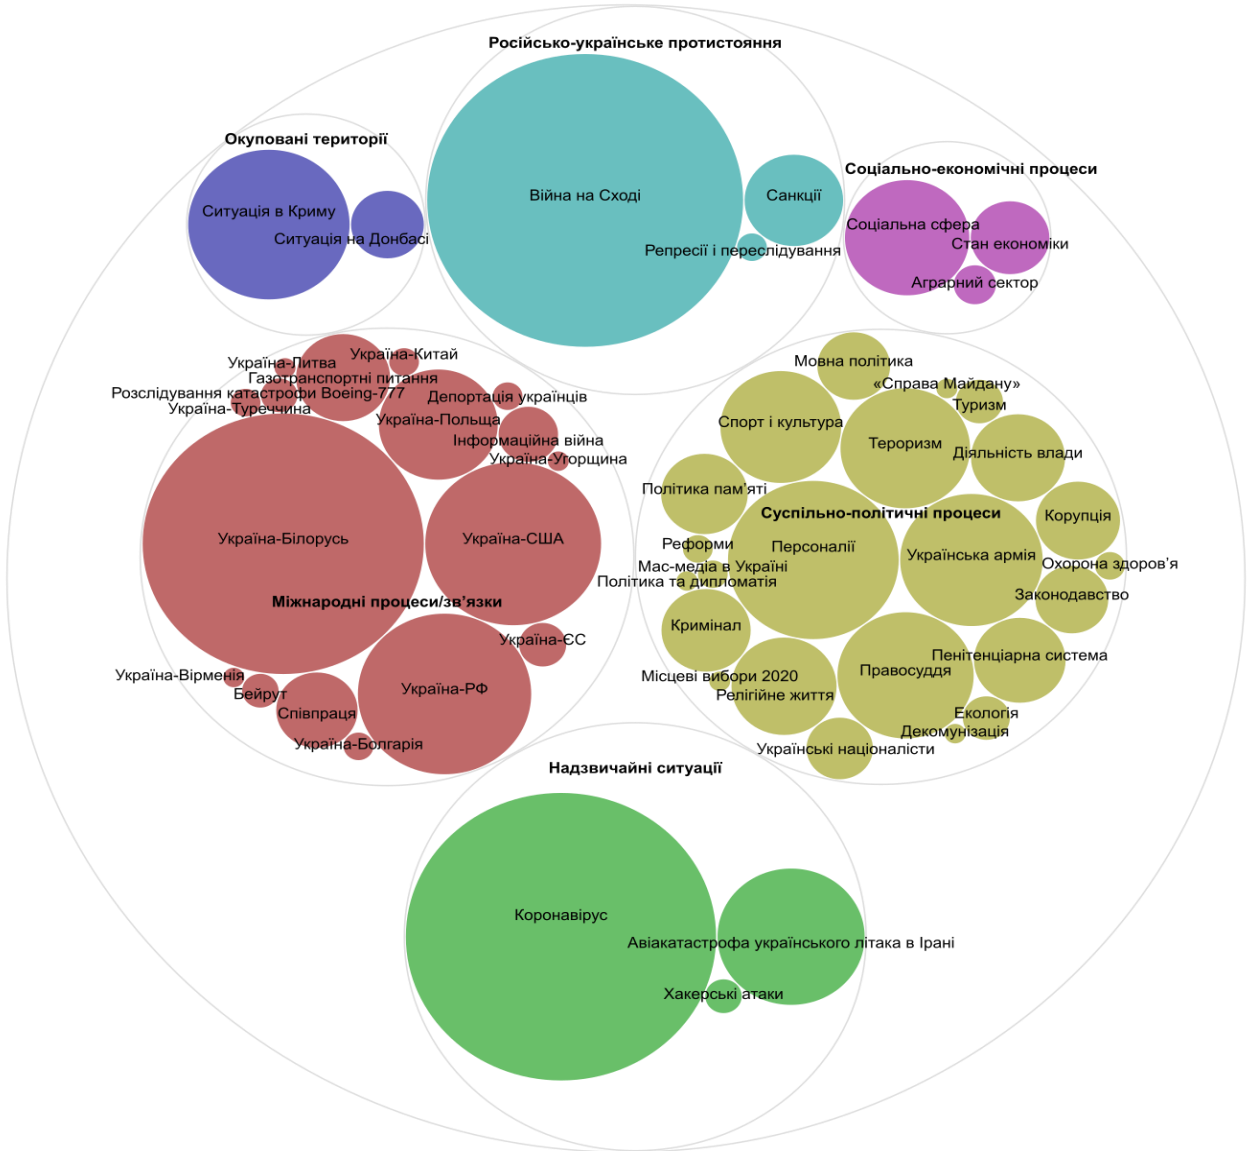 Російсько-українське протистояння
Війна на Сході
Санкції
Репресії і переслідування
Окуповані території
Ситуація в Криму
Ситуація на Донбасі
Соціально-економічні процеси
Соціальна сфера
Стан економіки
Аграрний сектор
Україна-Литва
Україна-Китай
Газотранспортні питання
Розслідування катастрофи Boeing-777
Україна-Туреччина
Депортація українців
Україна-Польща
Інформаційна війна
Україна-Угорщина
Україна-Білорусь
Україна-США
Міжнародні процеси/зв’язки
Україна-ЄС
Україна-Вірменія
Бейрут
Україна-РФ
Співпраця
Україна-Болгарія
Мовна політика
«Справа Майдану»
Туризм
Спорт і культура
Тероризм
Діяльність влади
Політика пам’яті
Суспільно-політичні процеси
Корупція
Реформи
Персоналії
Українська армія
Мас-медіа в Україні
Охорона здоров’я
Політика та дипломатія
Законодавство
Кримінал
Пенітенціарна система
Місцеві вибори 2020
Правосуддя
Релігійне життя
Екологія
Декомунізація
Українські націоналісти
Надзвичайні ситуації
Коронавірус
Авіакатастрофа українського літака в Ірані
Хакерські атаки